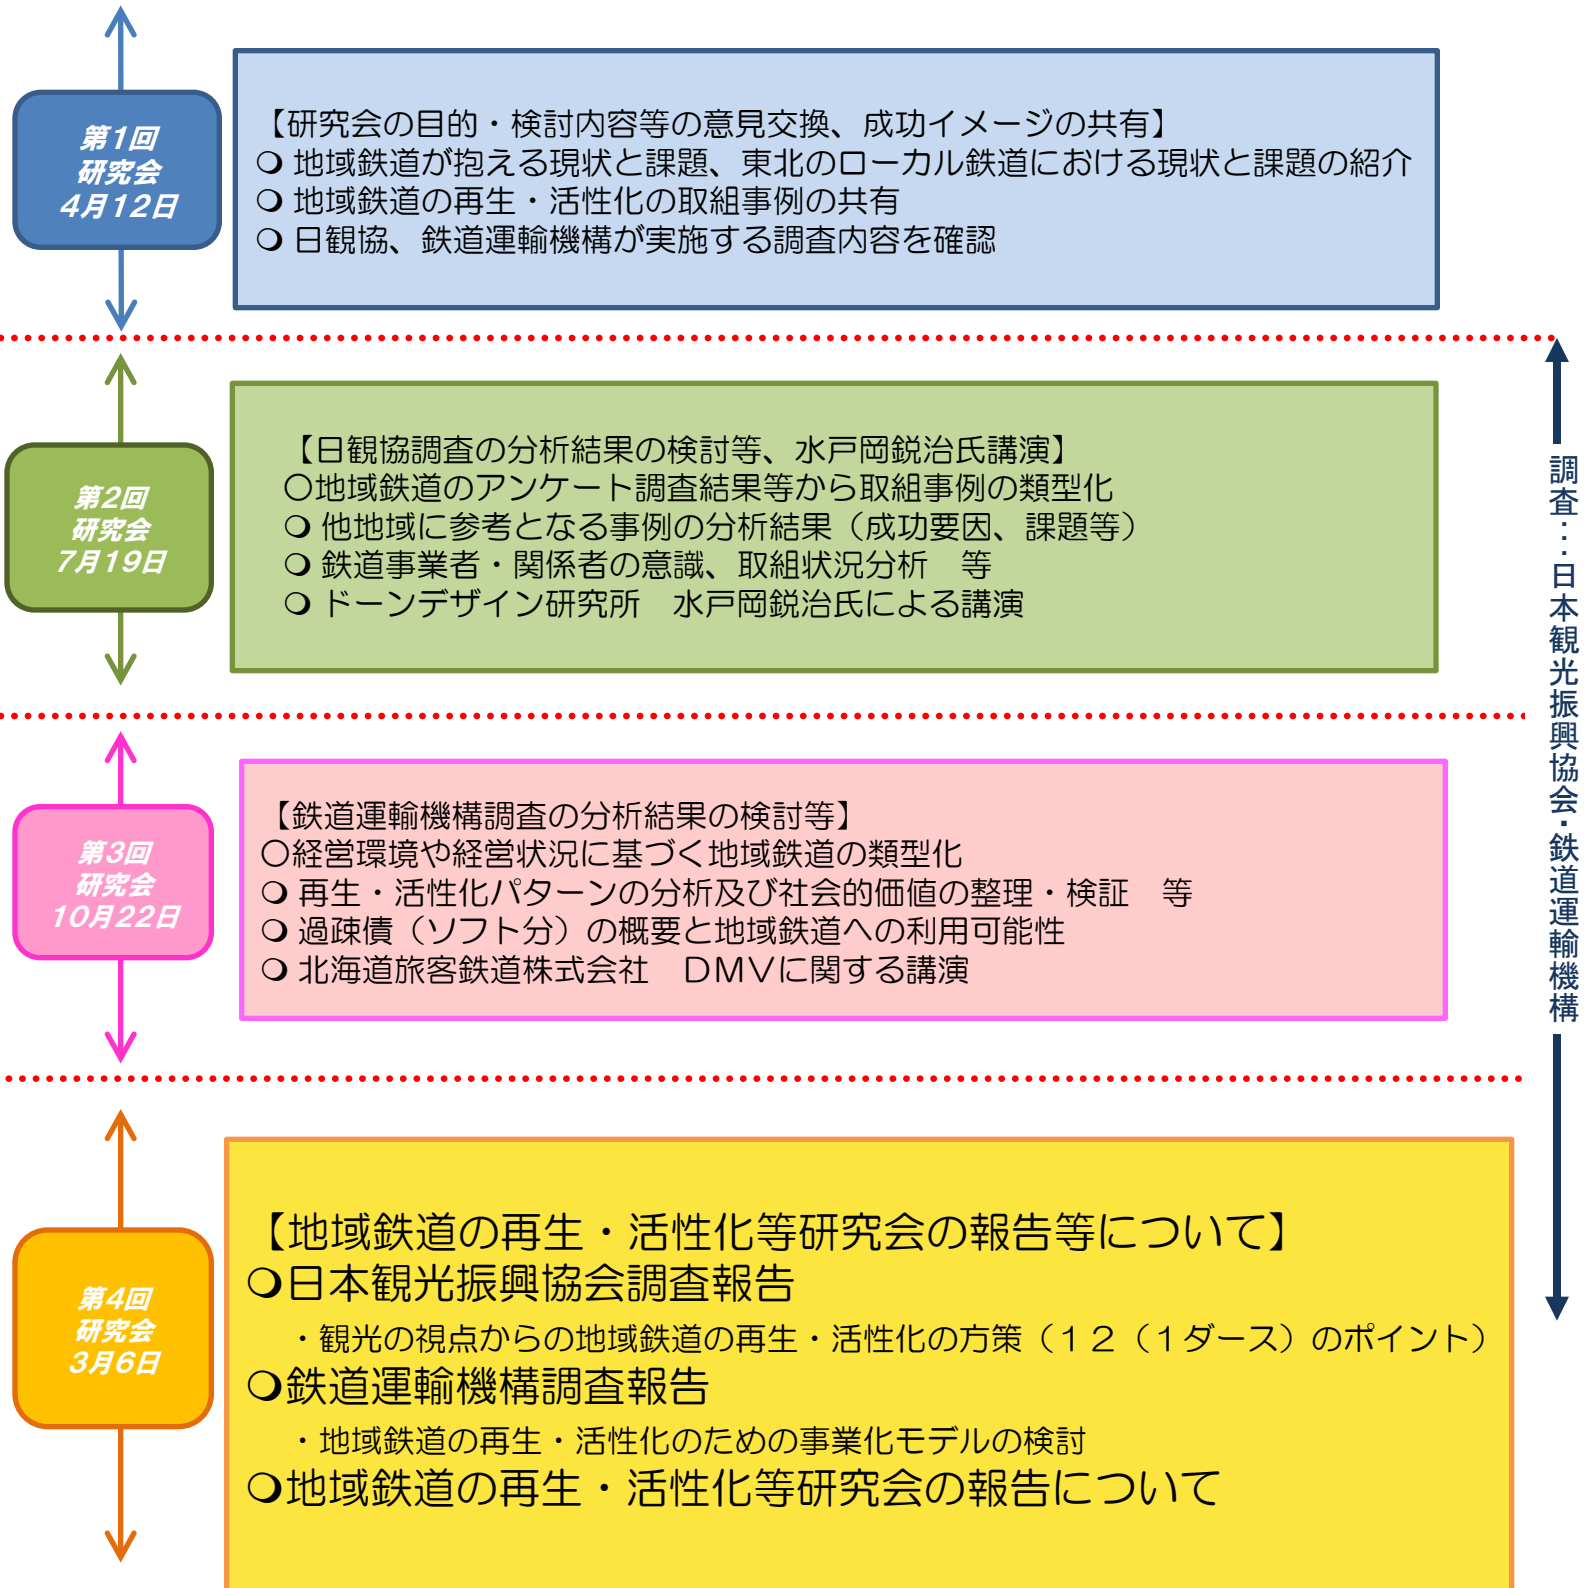 第1回
研究会
4月12日
【研究会の目的・検討内容等の意見交換、成功イメージの共有】
○ 地域鉄道が抱える現状と課題、東北のローカル鉄道における現状と課題の紹介
○ 地域鉄道の再生・活性化の取組事例の共有
○ 日観協、鉄道運輸機構が実施する調査内容を確認
第2回
研究会
7月19日
【日観協調査の分析結果の検討等、水戸岡鋭治氏講演】
○地域鉄道のアンケート調査結果等から取組事例の類型化
○ 他地域に参考となる事例の分析結果（成功要因、課題等）
○ 鉄道事業者・関係者の意識、取組状況分析　等
○ ドーンデザイン研究所　水戸岡鋭治氏による講演
第3回
研究会
10月22日
【鉄道運輸機構調査の分析結果の検討等】
○経営環境や経営状況に基づく地域鉄道の類型化
○ 再生・活性化パターンの分析及び社会的価値の整理・検証　等
○ 過疎債（ソフト分）の概要と地域鉄道への利用可能性
○ 北海道旅客鉄道株式会社　ＤＭＶに関する講演
第4回
研究会
3月6日
【地域鉄道の再生・活性化等研究会の報告等について】
○日本観光振興協会調査報告
・観光の視点からの地域鉄道の再生・活性化の方策（１２（１ダース）のポイント）
○鉄道運輸機構調査報告
・地域鉄道の再生・活性化のための事業化モデルの検討
○地域鉄道の再生・活性化等研究会の報告について
調査：：日本観光振興協会・鉄道運輸機構